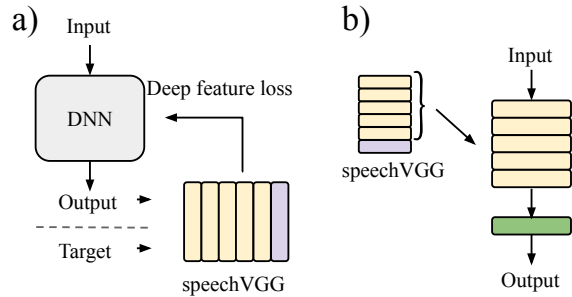 a)
Input
DNN
Deep feature loss
Output
Target
speechVGG
b)
Input
speechVGG
Output